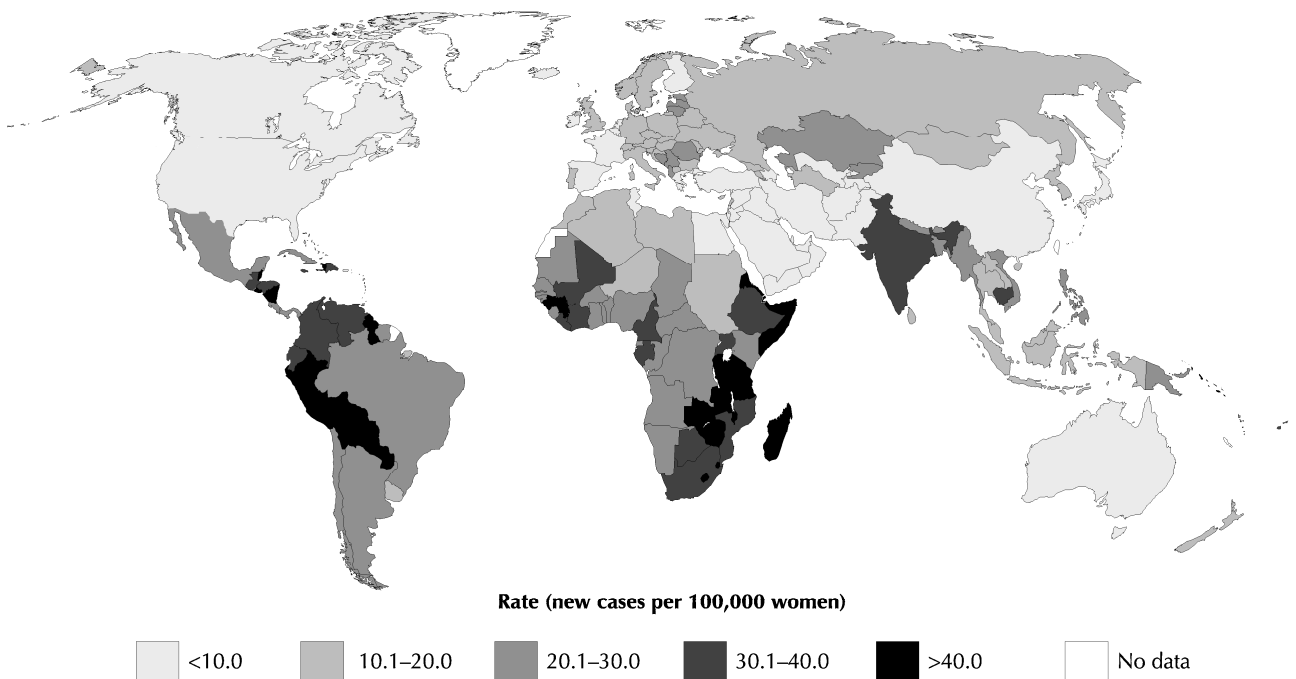 Rate (new cases per 100,000 women)
<10.0 10.1–20.0 20.1–30.0 30.1–40.0 >40.0 No data